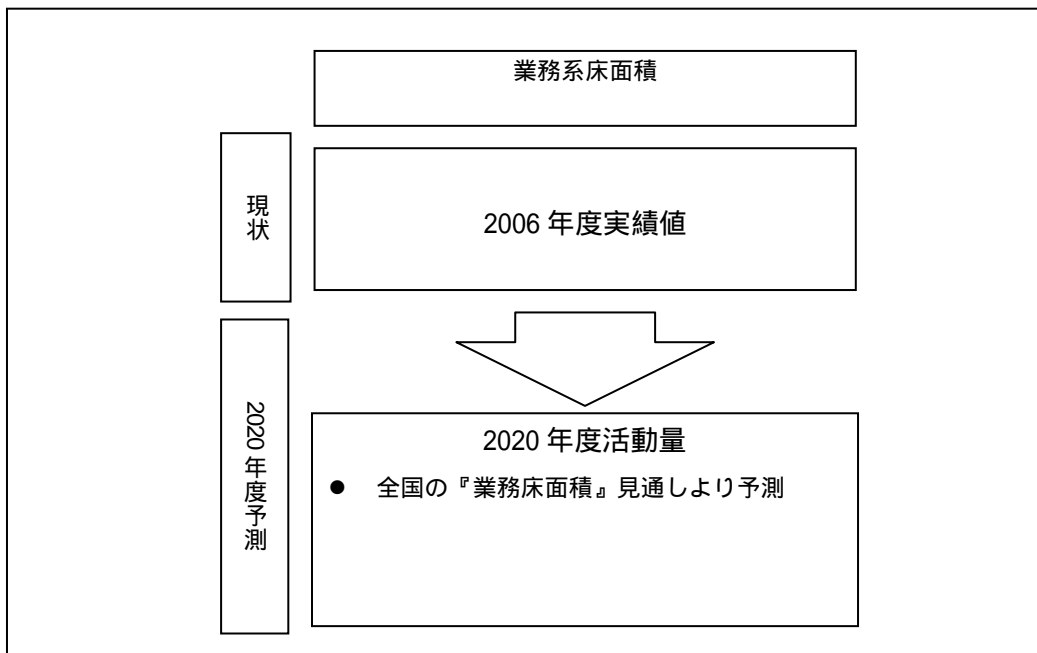 業務系床面積
現状
2006 年度実績値
2020 年度予測
2020 年度活動量
● 全国の『業務床面積』見通しより予測